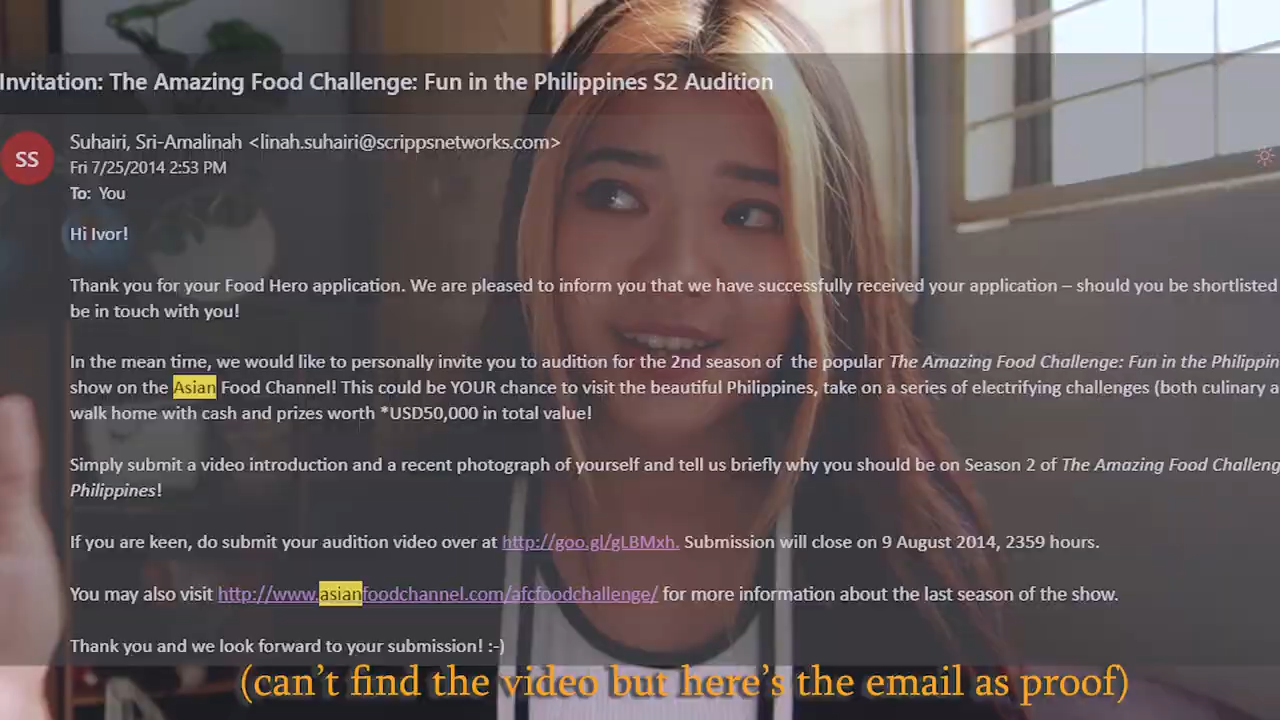 Invitation: The Amazing Food Challenge: Fun in the Philippines S2 Audition
SS
Suhairi, Sri-Amalinah <linah.suhairi@scrippsnetworks.com>
Fri 7/25/2014 2:53 PM
To: You
Hi Ivor!
Thank you for your Food Hero application. We are pleased to inform you that we have successfully received your application – should you be shortlisted
be in touch with you!
In the mean time, we would like to personally invite you to audition for the 2nd season of the popular The Amazing Food Challenge: Fun in the Philippin
show on the Asian Food Channel! This could be YOUR chance to visit the beautiful Philippines, take on a series of electrifying challenges (both culinary a
walk home with cash and prizes worth *USD50,000 in total value!
Simply submit a video introduction and a recent photograph of yourself and tell us briefly why you should be on Season 2 of The Amazing Food Challeng
Philippines!
If you are keen, do submit your audition video over at http://goo.gl/gLBMxh. Submission will close on 9 August 2014, 2359 hours.
You may also visit http://www.asianfoodchannel.com/afcfoodchallenge/ for more information about the last season of the show.
Thank you and we look forward to your submission! :-)
(can't find the video but here's the email as proof)